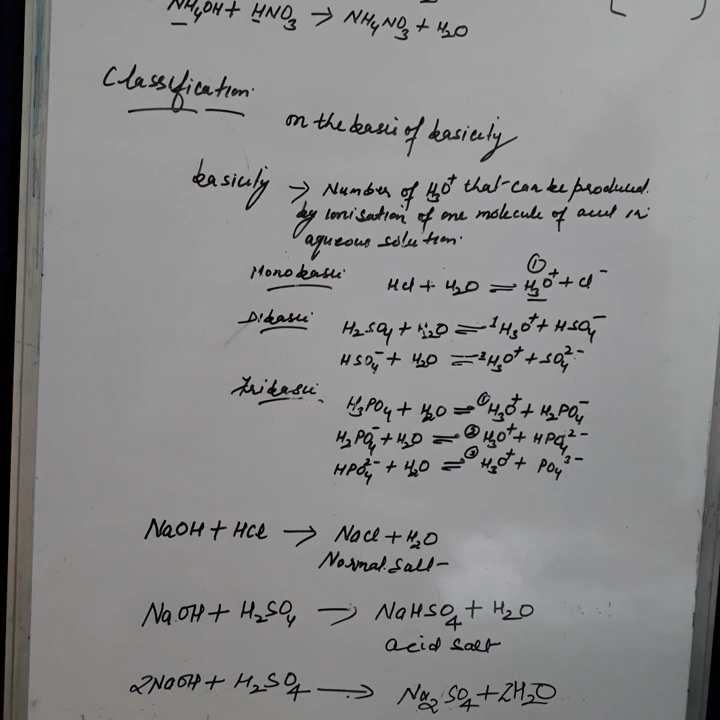 NH4OH + HNO3 → NH4NO3 + H2O
Classification
on the basis of basicity
basicity → Number of H3O+ that can be produced
by ionisation of one molecule of acid in
aqueous solution.
Monobasic
HCl + H2O ⇌ ① H3O+ + Cl-
Dibasic
H2SO4 + H2O ⇌ 1 H3O+ + HSO4-
HSO4- + H2O ⇌ 2 H3O+ + SO4 2-
Tribasic
H3PO4 + H2O ⇌ ① H3O+ + H2PO4-
H2PO4- + H2O ⇌ ② H3O+ + HPO4 2-
HPO4 2- + H2O ⇌ ③ H3O+ + PO4 3-
NaOH + HCl → NaCl + H2O
Normal Salt
NaOH + H2SO4 → NaHSO4 + H2O
acid salt
2NaOH + H2SO4 → Na2SO4 + 2H2O